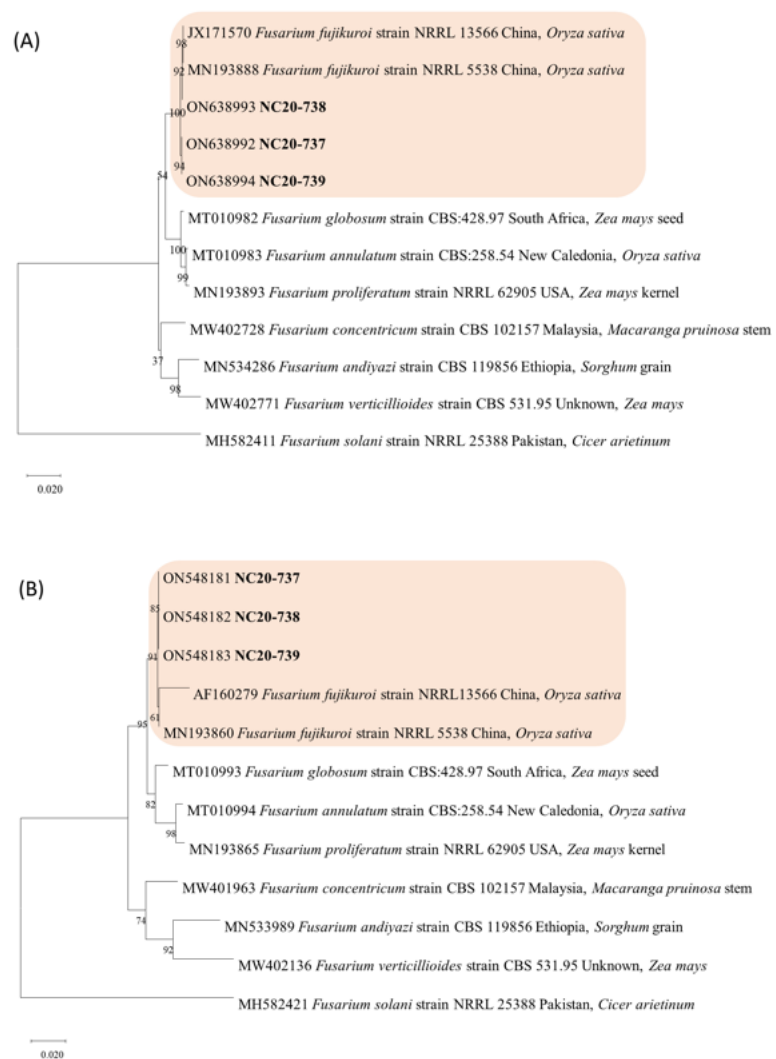 (A)
JX171570 Fusarium fujikuroi strain NRRL 13566 China, Oryza sativa
98
92
MN193888 Fusarium fujikuroi strain NRRL 5538 China, Oryza sativa
100
ON638993 NC20-738
ON638992 NC20-737
94
54
ON638994 NC20-739
MT010982 Fusarium globosum strain CBS:428.97 South Africa, Zea mays seed
100
MT010983 Fusarium annulatum strain CBS:258.54 New Caledonia, Oryza sativa
99
MN193893 Fusarium proliferatum strain NRRL 62905 USA, Zea mays kernel
MW402728 Fusarium concentricum strain CBS 102157 Malaysia, Macaranga pruinosa stem
37
MN534286 Fusarium andiyazi strain CBS 119856 Ethiopia, Sorghum grain
98
MW402771 Fusarium verticillioides strain CBS 531.95 Unknown, Zea mays
MH582411 Fusarium solani strain NRRL 25388 Pakistan, Cicer arietinum
0.020
(B)
ON548181 NC20-737
85
ON548182 NC20-738
91
ON548183 NC20-739
AF160279 Fusarium fujikuroi strain NRRL13566 China, Oryza sativa
61
95
MN193860 Fusarium fujikuroi strain NRRL 5538 China, Oryza sativa
MT010993 Fusarium globosum strain CBS:428.97 South Africa, Zea mays seed
82
MT010994 Fusarium annulatum strain CBS:258.54 New Caledonia, Oryza sativa
98
MN193865 Fusarium proliferatum strain NRRL 62905 USA, Zea mays kernel
MW401963 Fusarium concentricum strain CBS 102157 Malaysia, Macaranga pruinosa stem
74
MN533989 Fusarium andiyazi strain CBS 119856 Ethiopia, Sorghum grain
92
MW402136 Fusarium verticillioides strain CBS 531.95 Unknown, Zea mays
MH582421 Fusarium solani strain NRRL 25388 Pakistan, Cicer arietinum
0.020